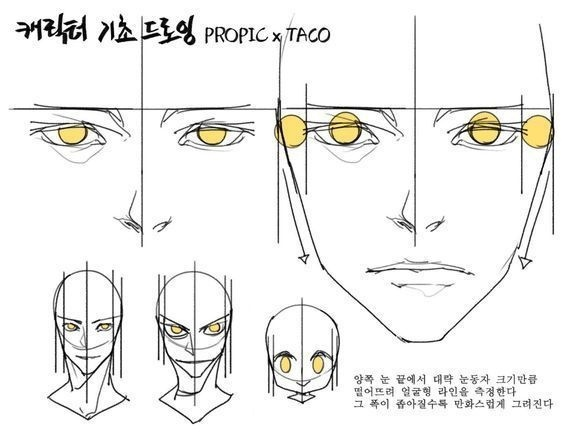 캐릭터 기초 드로잉 PROPIC x TACO
양쪽 눈 끝에서 대략 눈동자 크기만큼
떨어뜨려 얼굴형 라인을 측정한다
그 폭이 좁아질수록 만화스럽게 그려진다